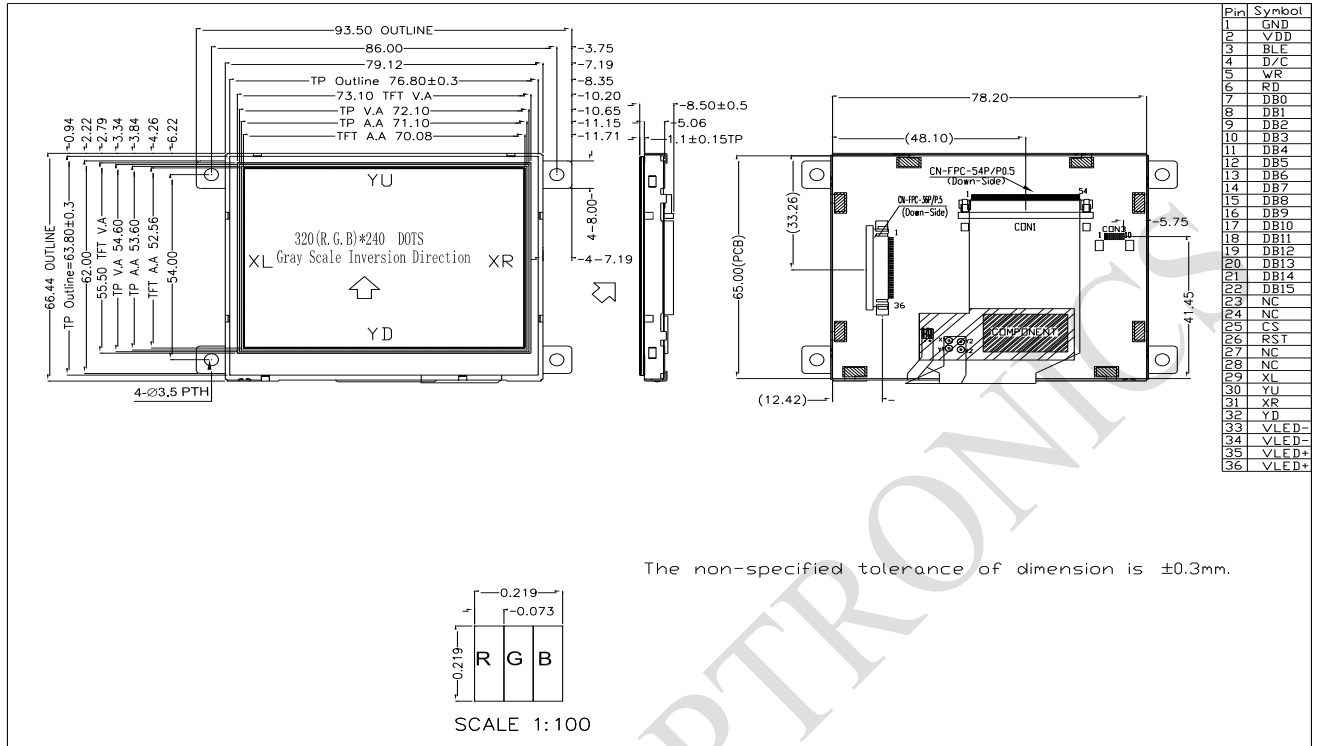 93.50 OUTLINE
86.00
79.12
TP Outline 76.80±0.3
73.10 TFT V.A
TP V.A 72.10
TP A.A 71.10
TFT A.A 70.08
3.75
7.19
8.35
10.20
10.65
11.15
11.71
0.94
2.22
2.79
3.34
3.84
4.26
6.22
66.44 OUTLINE
TP Outline=63.80±0.3
62.00
55.50 TFT V.A
TP V.A 54.60
TP A.A 53.60
TFT A.A 52.56
54.00
YU
320(R.G.B)*240 DOTS
XL Gray Scale Inversion Direction XR
YD
4-8.00
4-7.19
4-Ø3.5 PTH
8.50±0.5
5.06
1.1±0.15TP
78.20
(48.10)
CN-FPC-54P/P0.5
(Down-Side)
CN-FPC-36P/P.5
(Down-Side)
1
54
CON1
CON3
1 10
5.75
1
36
(33.26)
65.00(PCB)
41.45
COMPONENT
Y2
X2
(12.42)
Pin Symbol
1 GND
2 VDD
3 BLE
4 D/C
5 WR
6 RD
7 DB0
8 DB1
9 DB2
10 DB3
11 DB4
12 DB5
13 DB6
14 DB7
15 DB8
16 DB9
17 DB10
18 DB11
19 DB12
20 DB13
21 DB14
22 DB15
23 NC
24 NC
25 CS
26 RST
27 NC
28 NC
29 XL
30 YU
31 XR
32 YD
33 VLED-
34 VLED-
35 VLED+
36 VLED+
The non-specified tolerance of dimension is ±0.3mm.
0.219
0.073
0.219
R G B
SCALE 1:100
PTRONICS